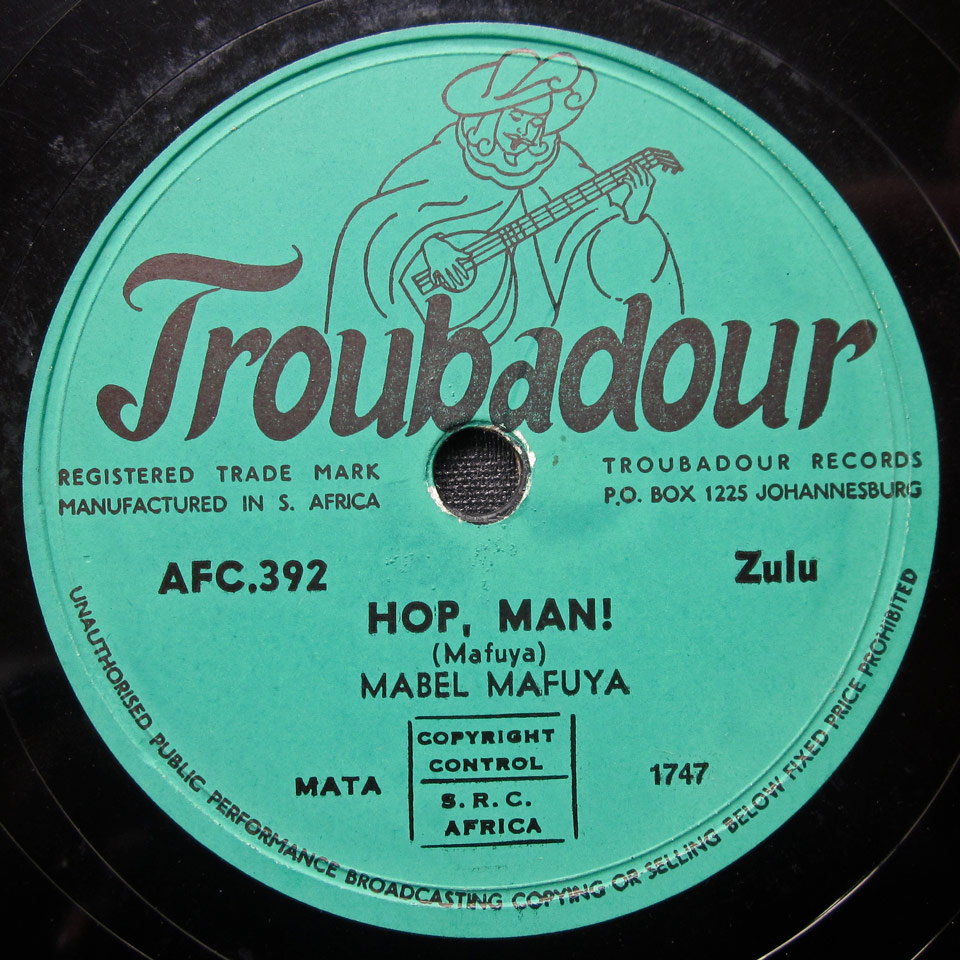 Troubadour
REGISTERED TRADE MARK
MANUFACTURED IN S. AFRICA
TROUBADOUR RECORDS
P.O. BOX 1225 JOHANNESBURG
AFC.392
Zulu
HOP, MAN!
(Mafuya)
MABEL MAFUYA
COPYRIGHT
CONTROL
S. R. C.
AFRICA
MATA
1747
UNAUTHORISED PUBLIC PERFORMANCE BROADCASTING COPYING OR SELLING BELOW FIXED PRICE PROHIBITED